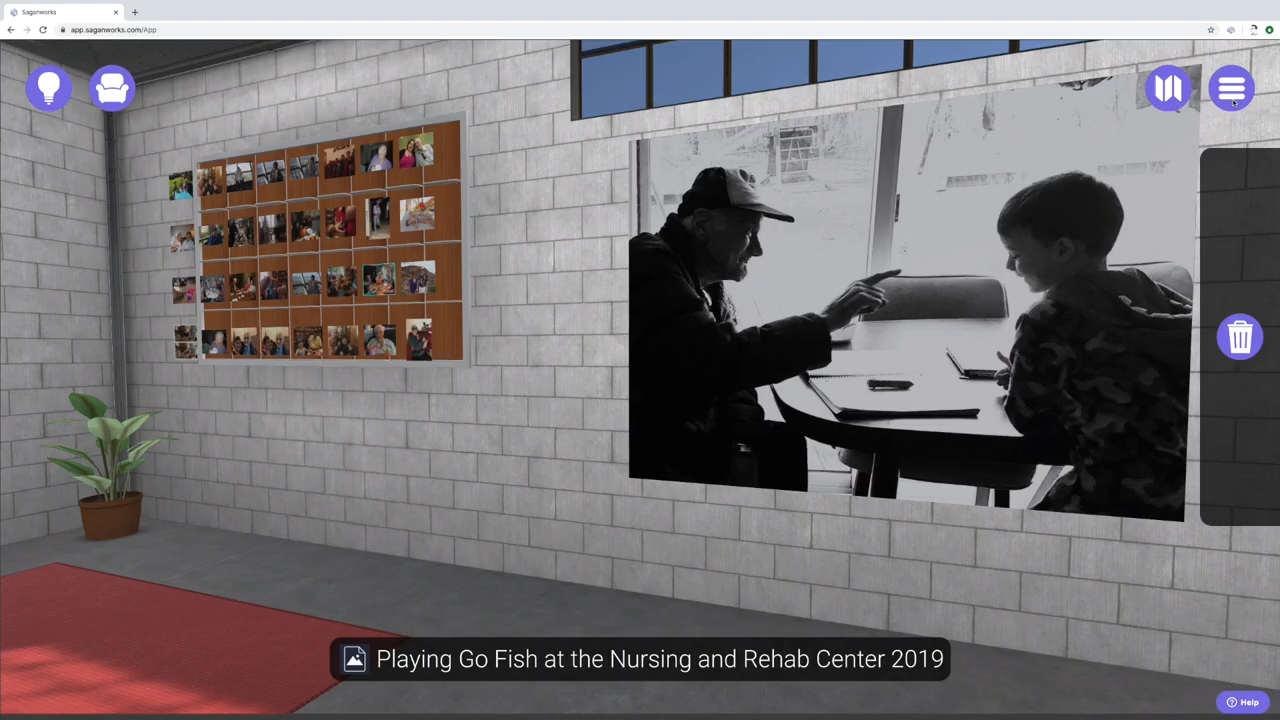 Saganworks
app.saganworks.com/App
Playing Go Fish at the Nursing and Rehab Center 2019
Help